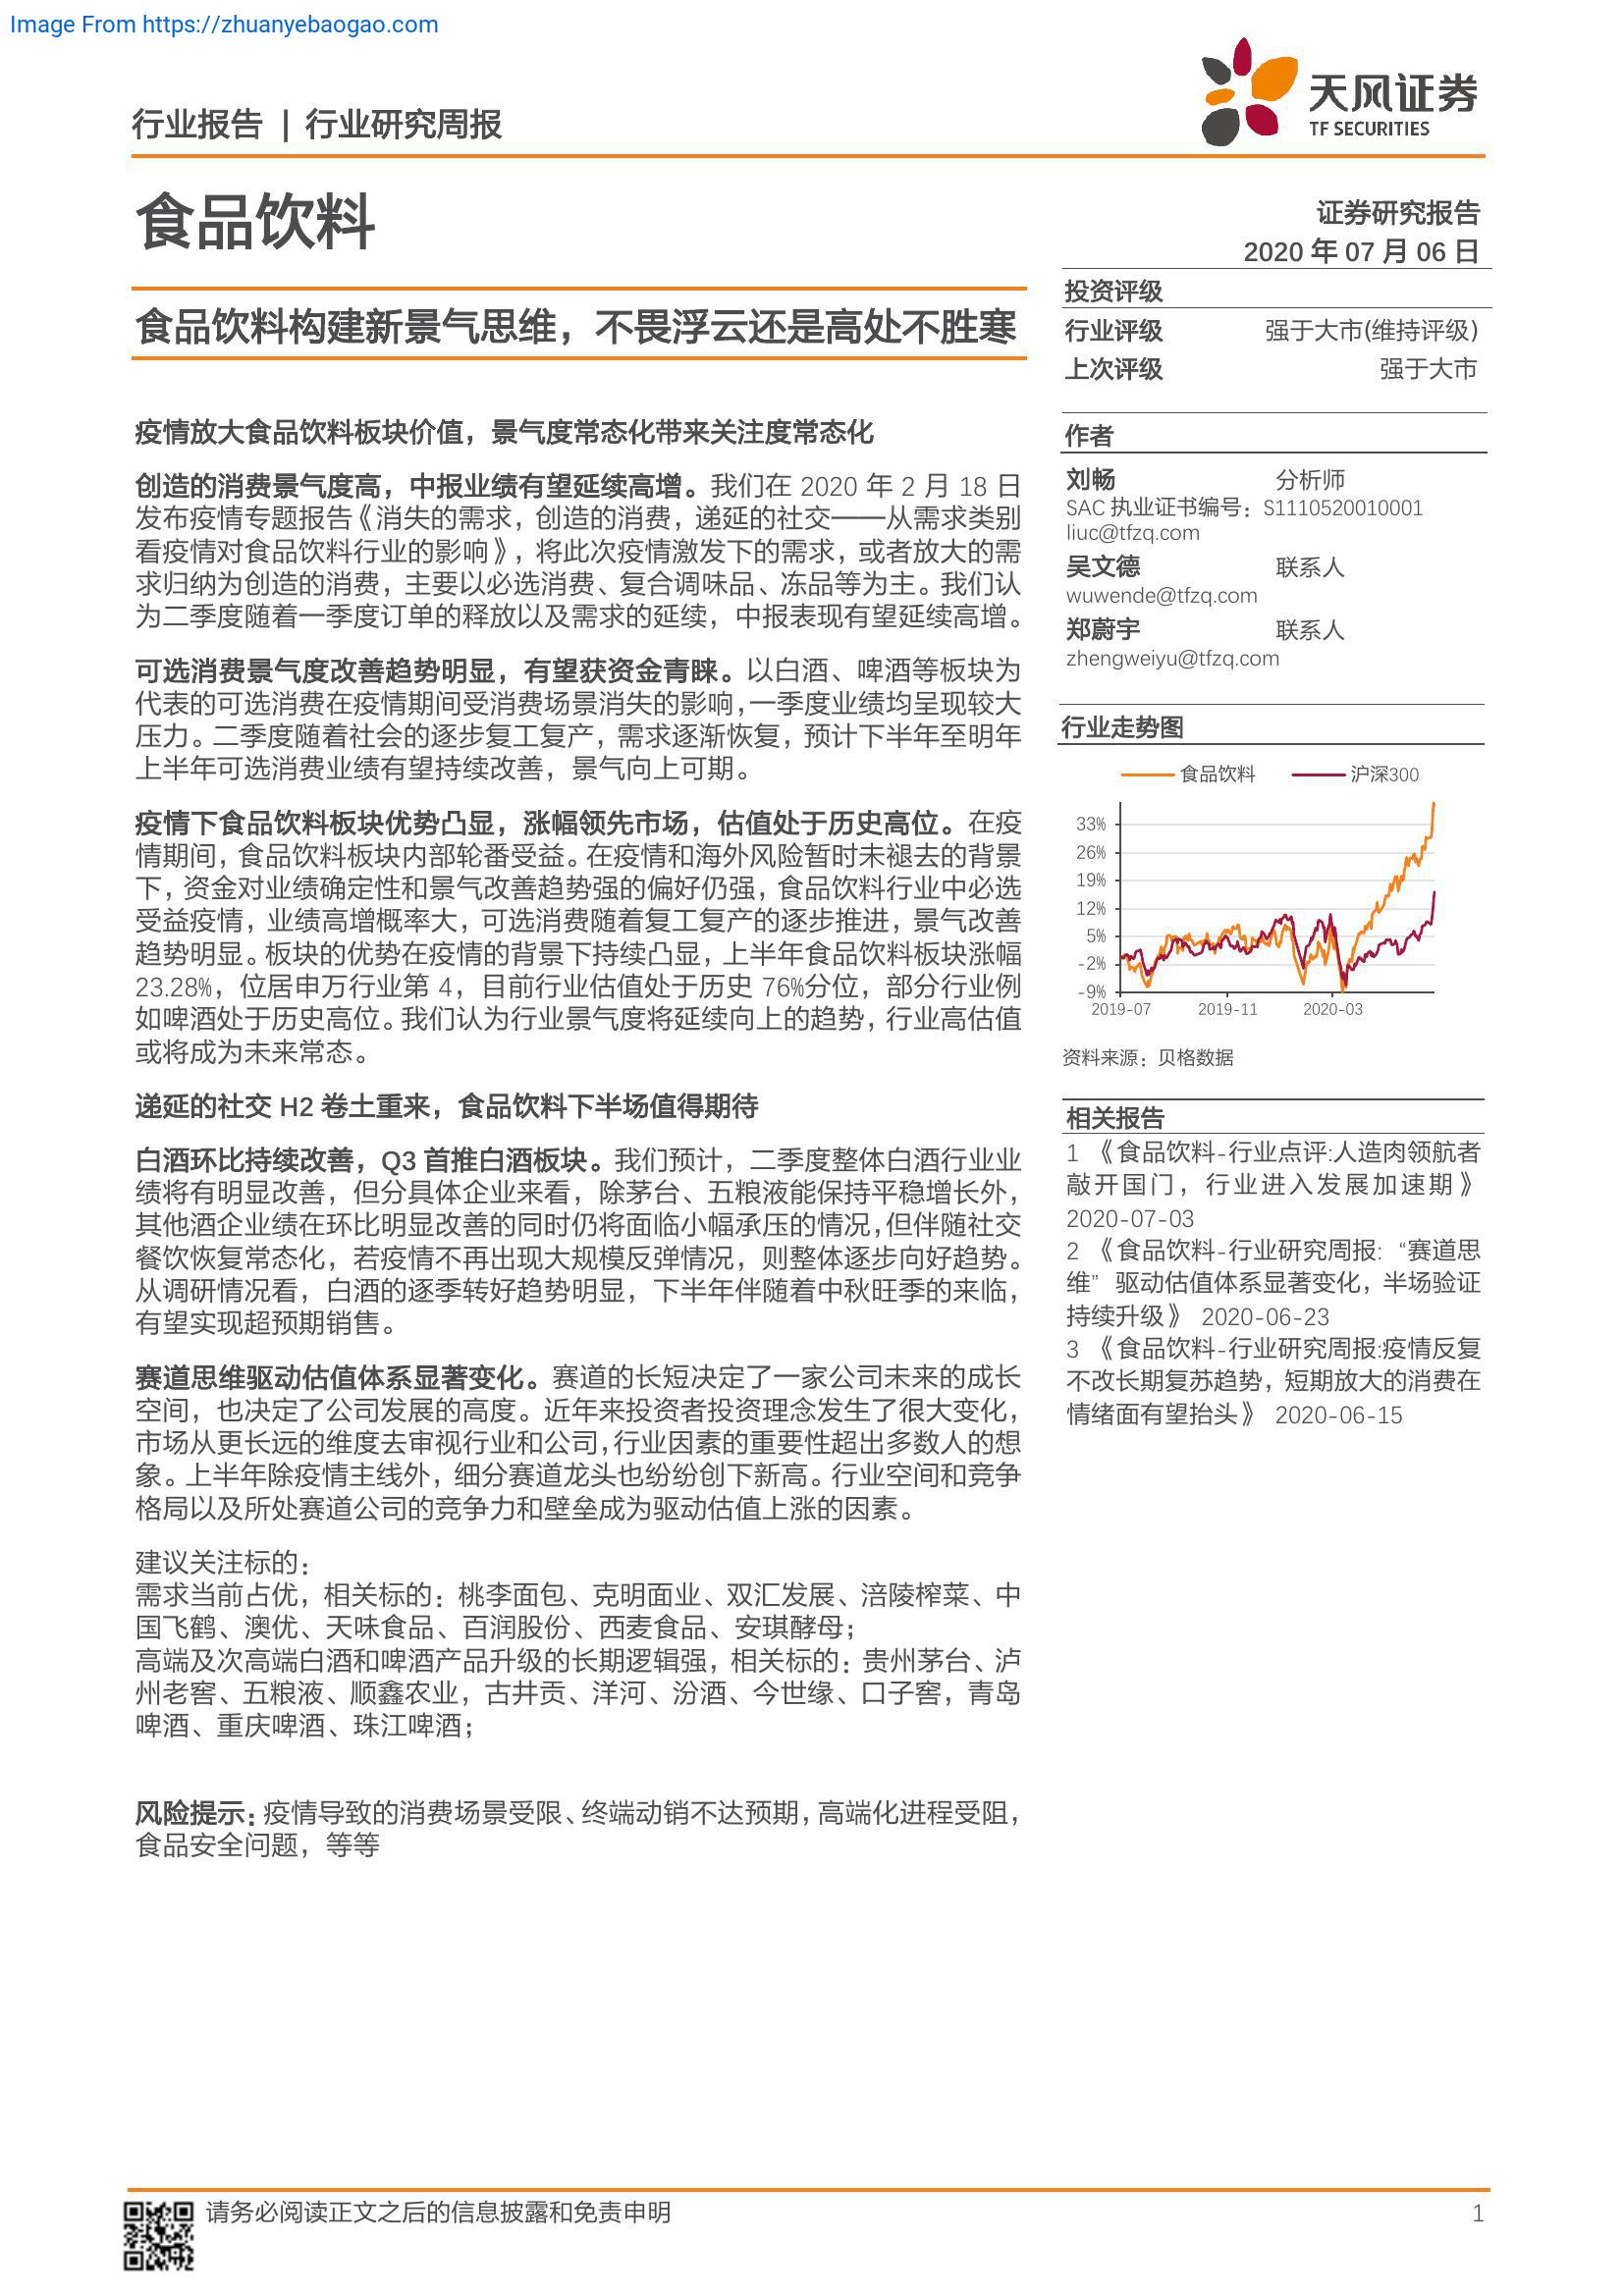 Image From https://zhuanyebaogao.com
行业报告 | 行业研究周报
天风证券
TF SECURITIES
食品饮料
证券研究报告
2020 年 07 月 06 日
食品饮料构建新景气思维，不畏浮云还是高处不胜寒
疫情放大食品饮料板块价值，景气度常态化带来关注度常态化
创造的消费景气度高，中报业绩有望延续高增。我们在 2020 年 2 月 18 日
发布疫情专题报告《消失的需求，创造的消费，递延的社交——从需求类别
看疫情对食品饮料行业的影响》，将此次疫情激发下的需求，或者放大的需
求归纳为创造的消费，主要以必选消费、复合调味品、冻品等为主。我们认
为二季度随着一季度订单的释放以及需求的延续，中报表现有望延续高增。
可选消费景气度改善趋势明显，有望获资金青睐。以白酒、啤酒等板块为
代表的可选消费在疫情期间受消费场景消失的影响，一季度业绩均呈现较大
压力。二季度随着社会的逐步复工复产，需求逐渐恢复，预计下半年至明年
上半年可选消费业绩有望持续改善，景气向上可期。
疫情下食品饮料板块优势凸显，涨幅领先市场，估值处于历史高位。在疫
情期间，食品饮料板块内部轮番受益。在疫情和海外风险暂时未褪去的背景
下，资金对业绩确定性和景气改善趋势强的偏好仍强，食品饮料行业中必选
受益疫情，业绩高增概率大，可选消费随着复工复产的逐步推进，景气改善
趋势明显。板块的优势在疫情的背景下持续凸显，上半年食品饮料板块涨幅
23.28%，位居申万行业第 4，目前行业估值处于历史 76%分位，部分行业例
如啤酒处于历史高位。我们认为行业景气度将延续向上的趋势，行业高估值
或将成为未来常态。
递延的社交 H2 卷土重来，食品饮料下半场值得期待
白酒环比持续改善，Q3 首推白酒板块。我们预计，二季度整体白酒行业业
绩将有明显改善，但分具体企业来看，除茅台、五粮液能保持平稳增长外，
其他酒企业绩在环比明显改善的同时仍将面临小幅承压的情况，但伴随社交
餐饮恢复常态化，若疫情不再出现大规模反弹情况，则整体逐步向好趋势。
从调研情况看，白酒的逐季转好趋势明显，下半年伴随着中秋旺季的来临，
有望实现超预期销售。
赛道思维驱动估值体系显著变化。赛道的长短决定了一家公司未来的成长
空间，也决定了公司发展的高度。近年来投资者投资理念发生了很大变化，
市场从更长远的维度去审视行业和公司，行业因素的重要性超出多数人的想
象。上半年除疫情主线外，细分赛道龙头也纷纷创下新高。行业空间和竞争
格局以及所处赛道公司的竞争力和壁垒成为驱动估值上涨的因素。
建议关注标的：
需求当前占优，相关标的：桃李面包、克明面业、双汇发展、涪陵榨菜、中
国飞鹤、澳优、天味食品、百润股份、西麦食品、安琪酵母；
高端及次高端白酒和啤酒产品升级的长期逻辑强，相关标的：贵州茅台、泸
州老窖、五粮液、顺鑫农业，古井贡、洋河、汾酒、今世缘、口子窖，青岛
啤酒、重庆啤酒、珠江啤酒；
风险提示：疫情导致的消费场景受限、终端动销不达预期，高端化进程受阻，
食品安全问题，等等
投资评级
行业评级 强于大市(维持评级)
上次评级 强于大市
作者
刘畅 分析师
SAC 执业证书编号：S1110520010001
liuc@tfzq.com
吴文德 联系人
wuwende@tfzq.com
郑蔚宇 联系人
zhengweiyu@tfzq.com
行业走势图
食品饮料 沪深300
33%
26%
19%
12%
5%
-2%
-9%
2019-07 2019-11 2020-03
资料来源：贝格数据
相关报告
1 《食品饮料-行业点评:人造肉领航者
敲开国门，行业进入发展加速期》
2020-07-03
2 《食品饮料-行业研究周报：“赛道思
维”驱动估值体系显著变化，半场验证
持续升级》 2020-06-23
3 《食品饮料-行业研究周报:疫情反复
不改长期复苏趋势，短期放大的消费在
情绪面有望抬头》 2020-06-15
请务必阅读正文之后的信息披露和免责申明
1